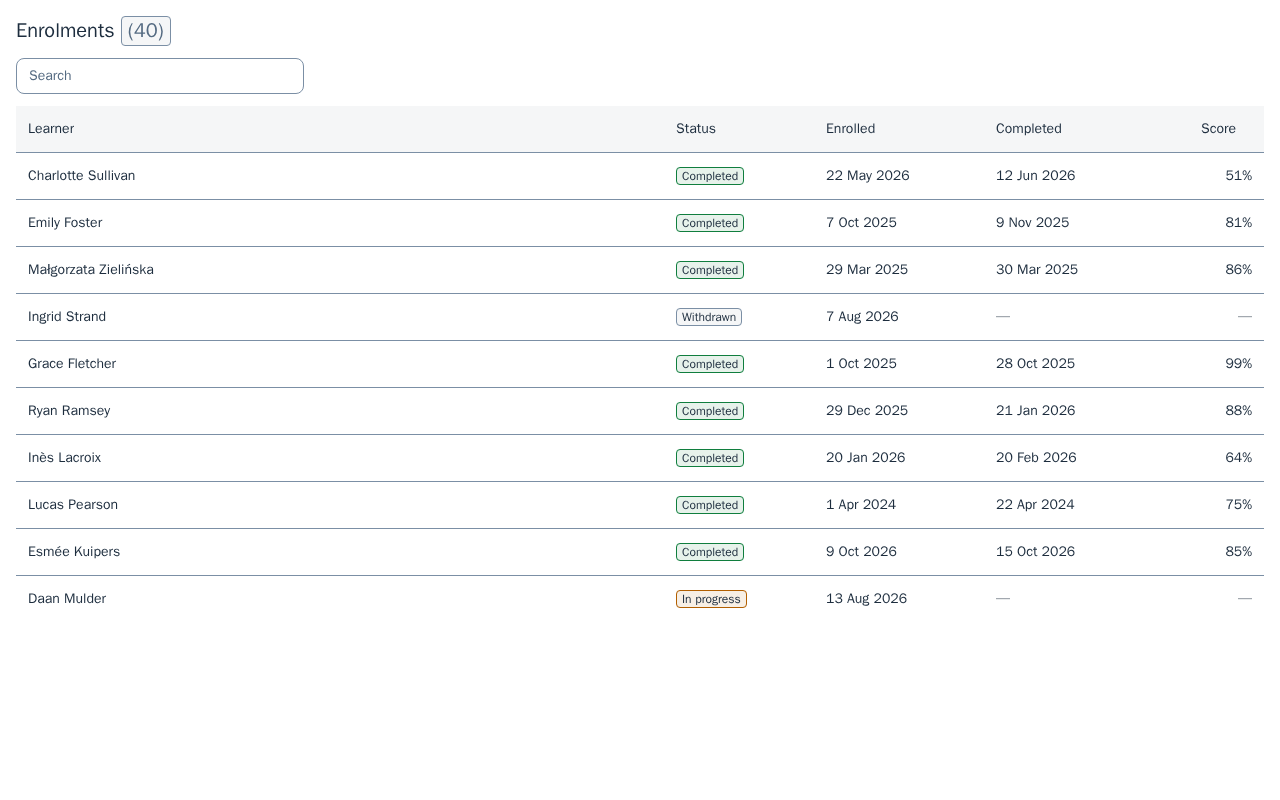 Enrolments (40)
Search
Learner Status Enrolled Completed Score
Charlotte Sullivan Completed 22 May 2026 12 Jun 2026 51%
Emily Foster Completed 7 Oct 2025 9 Nov 2025 81%
Małgorzata Zielińska Completed 29 Mar 2025 30 Mar 2025 86%
Ingrid Strand Withdrawn 7 Aug 2026 — —
Grace Fletcher Completed 1 Oct 2025 28 Oct 2025 99%
Ryan Ramsey Completed 29 Dec 2025 21 Jan 2026 88%
Inès Lacroix Completed 20 Jan 2026 20 Feb 2026 64%
Lucas Pearson Completed 1 Apr 2024 22 Apr 2024 75%
Esmée Kuipers Completed 9 Oct 2026 15 Oct 2026 85%
Daan Mulder In progress 13 Aug 2026 — —